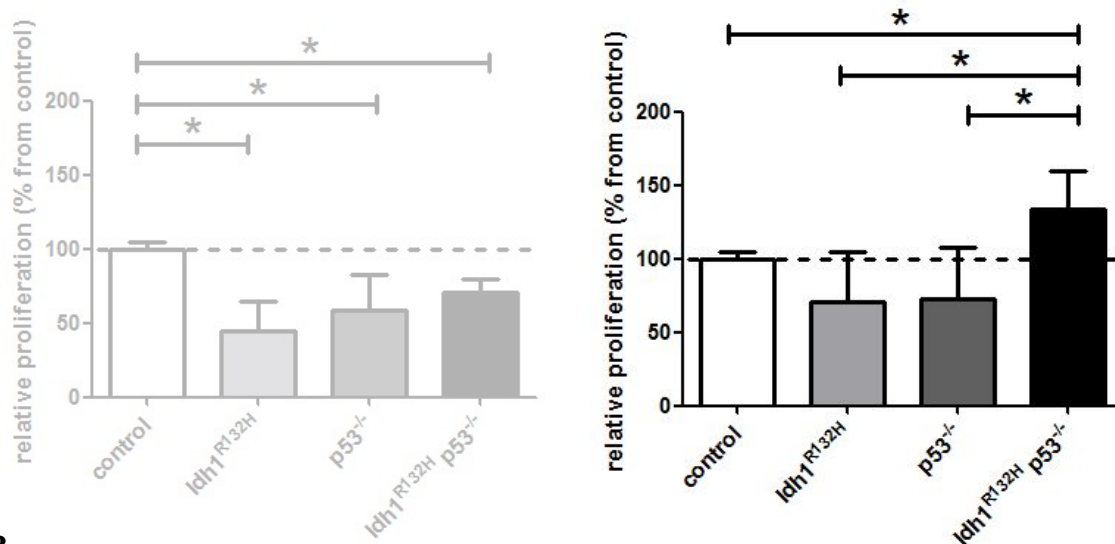 relative proliferation (% from control)
*
*
*
200
150
100
50
0
control
Idh1R132H
p53-/-
Idh1R132H p53-/-
relative proliferation (% from control)
*
*
*
200
150
100
50
0
control
Idh1R132H
p53-/-
Idh1R132H p53-/-